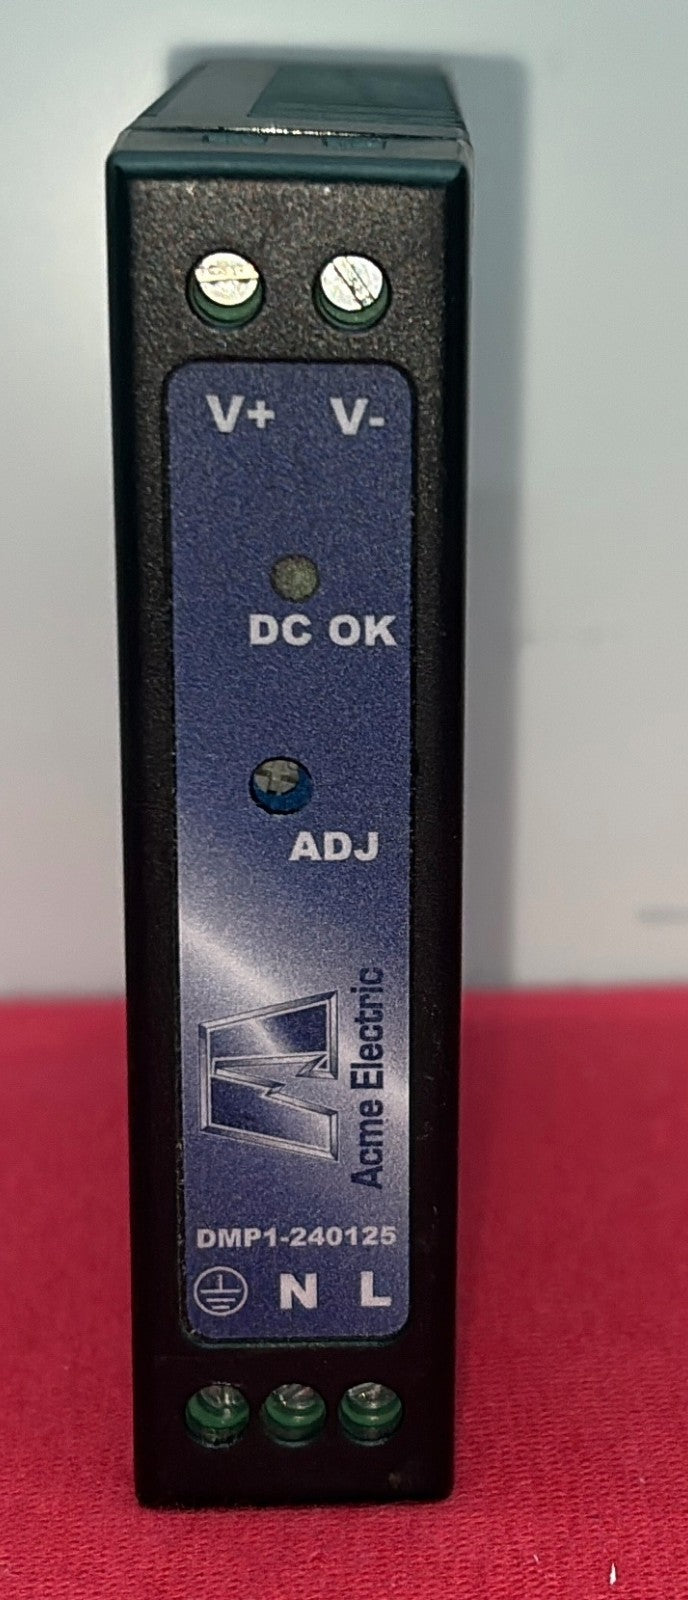 V+ V-
DC OK
ADJ
Acme Electric
DMP1-240125
N L